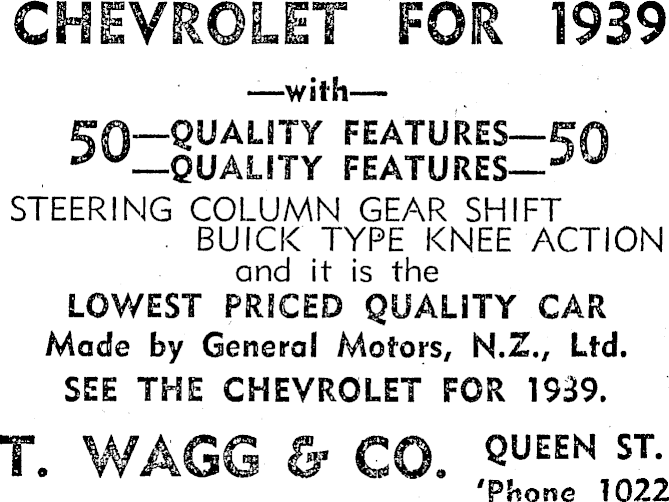 CHEVROLET FOR 1939
—with—
50—QUALITY FEATURES—50
—QUALITY FEATURES—
STEERING COLUMN GEAR SHIFT
BUICK TYPE KNEE ACTION
and it is the
LOWEST PRICED QUALITY CAR
Made by General Motors, N.Z., Ltd.
SEE THE CHEVROLET FOR 1939.
T. WAGG & CO. QUEEN ST.
'Phone 1022